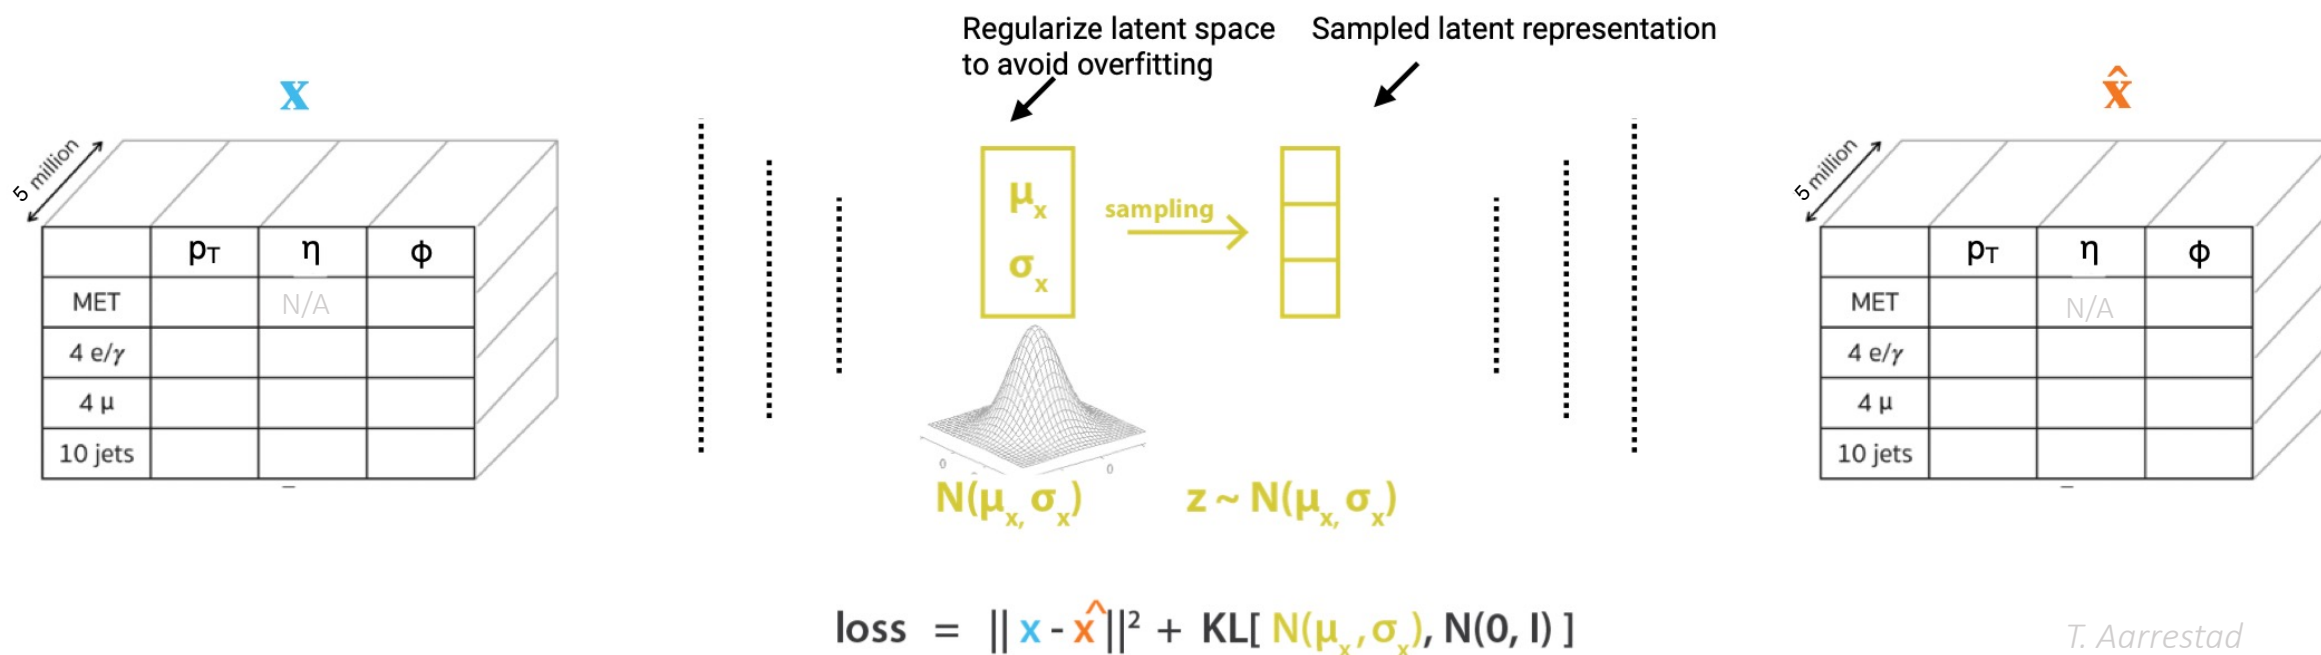 Regularize latent space
to avoid overfitting
Sampled latent representation
x
x̂
5 million
pT η ϕ
MET N/A
4 e/γ
4 μ
10 jets
μx
σx
sampling
0 0
N(μx, σx)
z ~ N(μx, σx)
5 million
pT η ϕ
MET N/A
4 e/γ
4 μ
10 jets
loss = || x - x̂ ||² + KL[ N(μx, σx), N(0, I) ]
T. Aarrestad